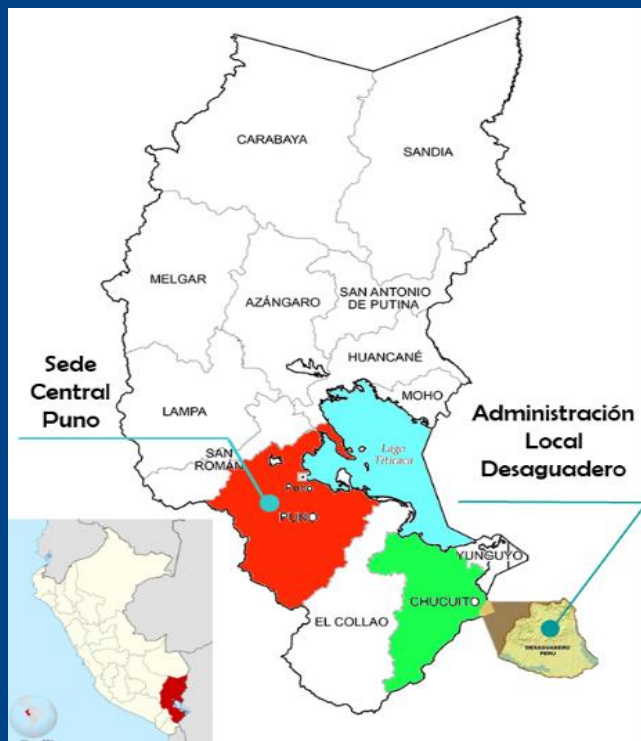 CARABAYA
SANDIA
MELGAR
AZÁNGARO
SAN ANTONIO
DE PUTINA
HUANCANÉ
MOHO
Sede
Central
Puno
LAMPA
Administración
Local
Desaguadero
SAN
ROMÁN
Lago
Titicaca
Puno
PUNO
YUNGUYO
CHUCUITO
EL COLLAO
DESAGUADERO
PERU